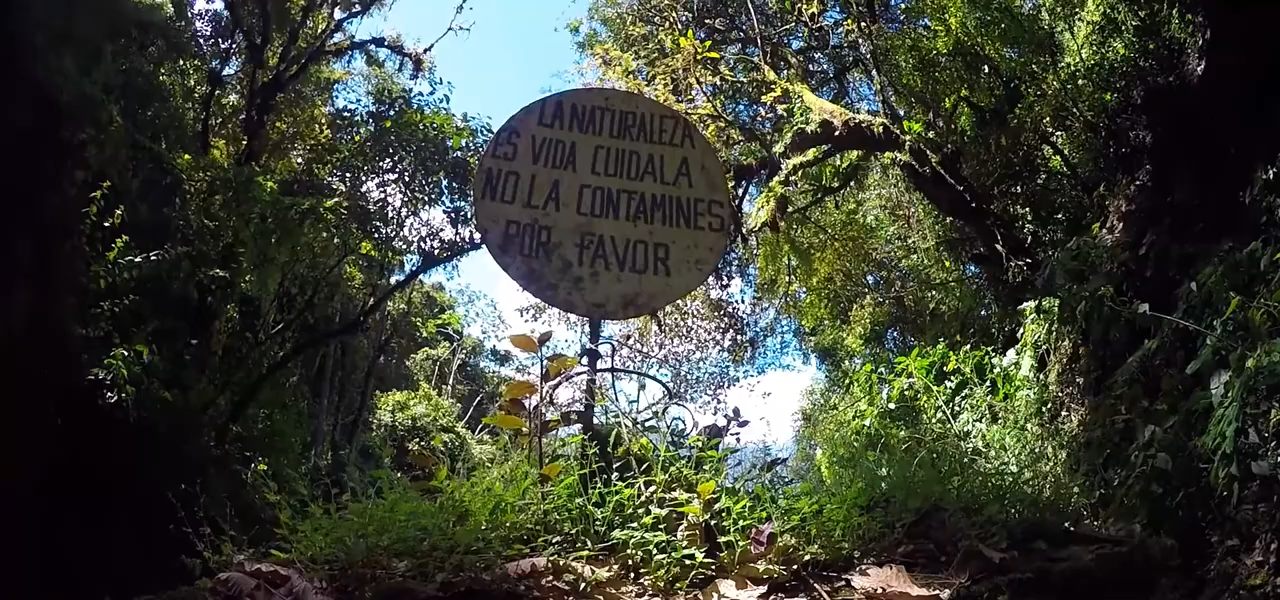 LA NATURALEZA
ES VIDA CUIDALA
NO LA CONTAMINES
POR FAVOR